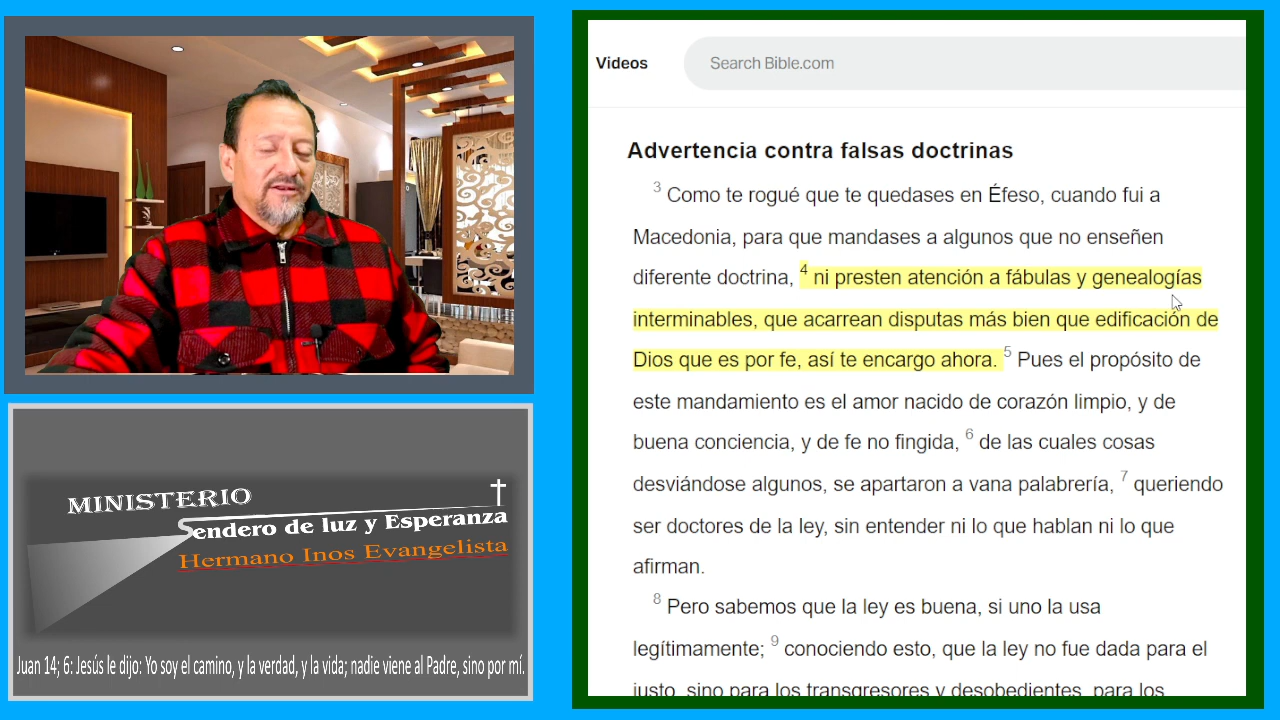 MINISTERIO
Sendero de luz y Esperanza
Hermano Inos Evangelista
Juan 14; 6: Jesús le dijo: Yo soy el camino, y la verdad, y la vida; nadie viene al Padre, sino por mí.
Videos
Search Bible.com
Advertencia contra falsas doctrinas
3 Como te rogué que te quedases en Éfeso, cuando fui a
Macedonia, para que mandases a algunos que no enseñen
diferente doctrina, 4 ni presten atención a fábulas y genealogías
interminables, que acarrean disputas más bien que edificación de
Dios que es por fe, así te encargo ahora. 5 Pues el propósito de
este mandamiento es el amor nacido de corazón limpio, y de
buena conciencia, y de fe no fingida, 6 de las cuales cosas
desviándose algunos, se apartaron a vana palabrería, 7 queriendo
ser doctores de la ley, sin entender ni lo que hablan ni lo que
afirman.
8 Pero sabemos que la ley es buena, si uno la usa
legítimamente; 9 conociendo esto, que la ley no fue dada para el
justo, sino para los transgresores y desobedientes, para los